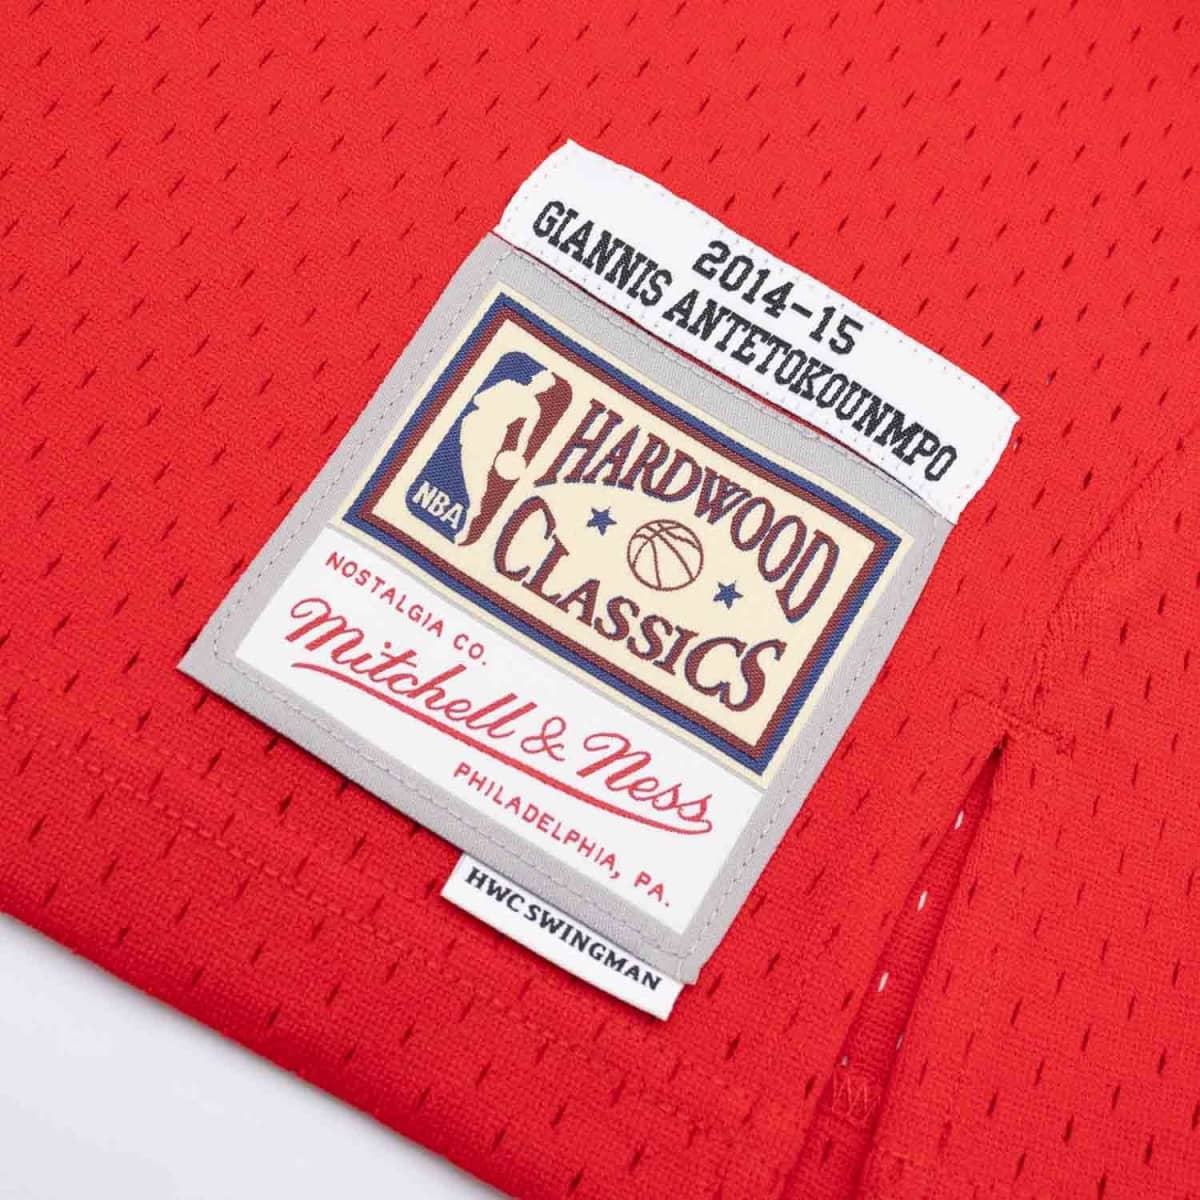 2014-15
GIANNIS ANTETOKOUNMPO
NBA
HARDWOOD
CLASSICS
NOSTALGIA CO.
Mitchell & Ness
PHILADELPHIA, PA.
HWC SWINGMAN